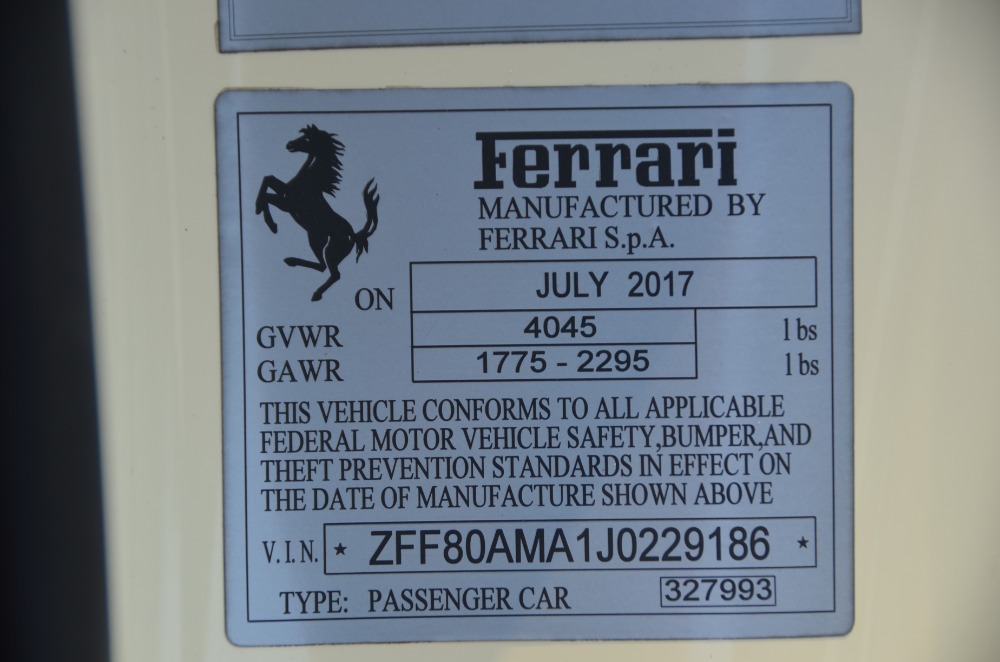 Ferrari
MANUFACTURED BY
FERRARI S.p.A.
ON JULY 2017
GVWR 4045 lbs
GAWR 1775 - 2295 lbs
THIS VEHICLE CONFORMS TO ALL APPLICABLE
FEDERAL MOTOR VEHICLE SAFETY,BUMPER,AND
THEFT PREVENTION STANDARDS IN EFFECT ON
THE DATE OF MANUFACTURE SHOWN ABOVE
V.I.N. ★ ZFF80AMA1J0229186 ★
TYPE: PASSENGER CAR 327993